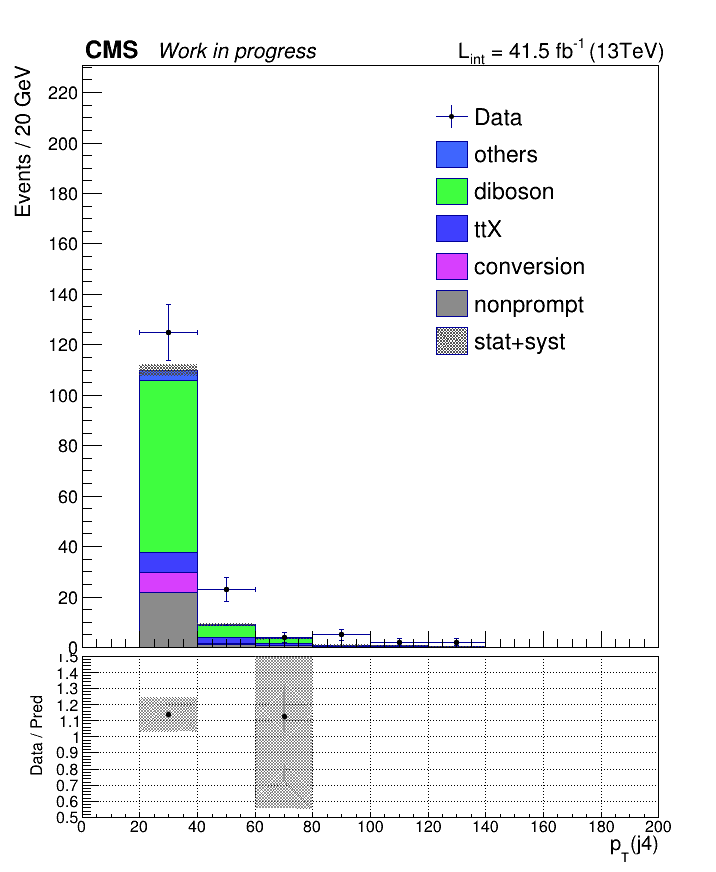 CMS Work in progress L_int = 41.5 fb^-1 (13TeV)
Events / 20 GeV
220
200
180
160
140
120
100
80
60
40
20
0
Data
others
diboson
ttX
conversion
nonprompt
stat+syst
Data / Pred
1.5
1.4
1.3
1.2
1.1
1
0.9
0.8
0.7
0.6
0.5
0 20 40 60 80 100 120 140 160 180 200
p_T(j4)